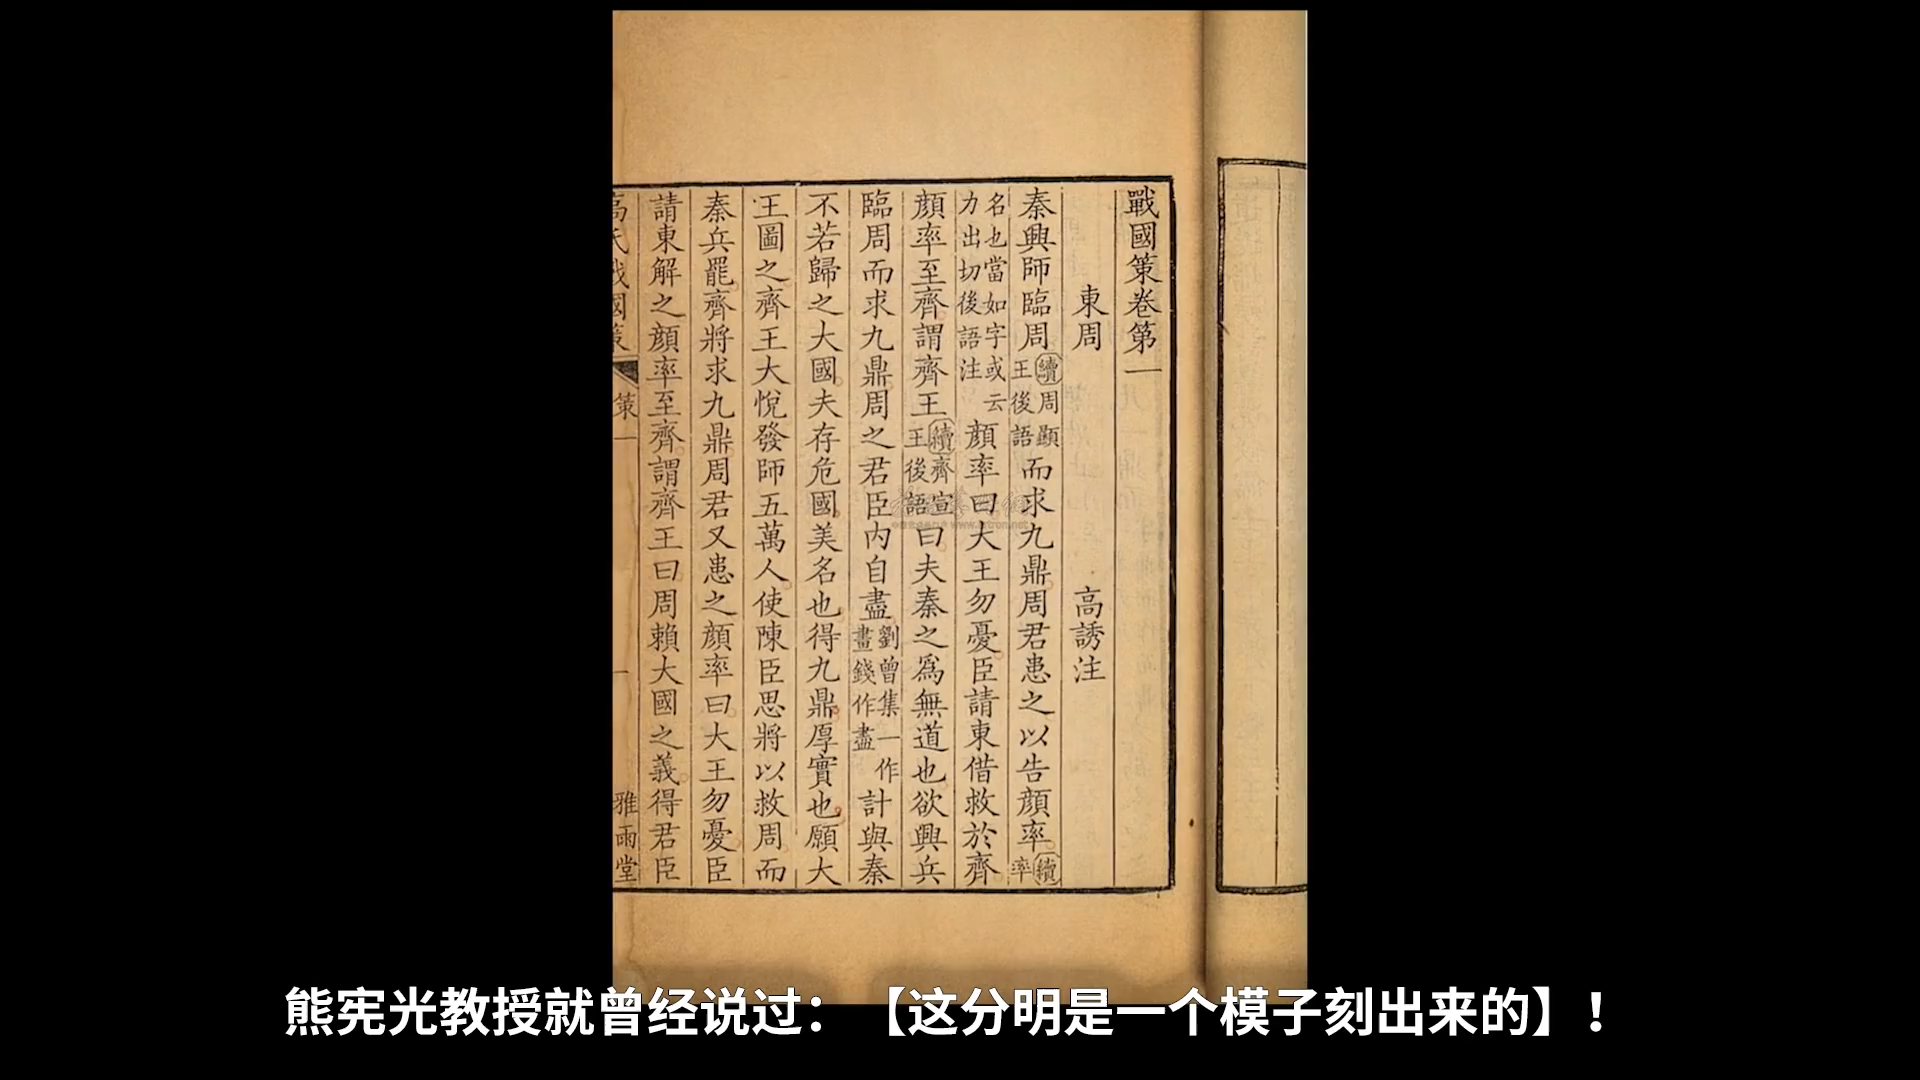 戰國策卷第一
東周 高誘注
秦興師臨周續周顯王後語而求九鼎周君患之以告顔率續率
名也當如字或云力出切後語注顔率曰大王勿憂臣請東借救於齊
顔率至齊謂齊王續齊宣王後語曰夫秦之爲無道也欲興兵
臨周而求九鼎周之君臣内自盡劉曾集一作畫錢作盡計與秦
不若歸之大國夫存危國美名也得九鼎厚實也願大
王圖之齊王大悅發師五萬人使陳臣思將以救周而
秦兵罷齊將求九鼎周君又患之顔率曰大王勿憂臣
請東解之顔率至齊謂齊王曰周賴大國之義得君臣
高氏戰國策 策一 一 雅雨堂
熊宪光教授就曾经说过：【这分明是一个模子刻出来的】！